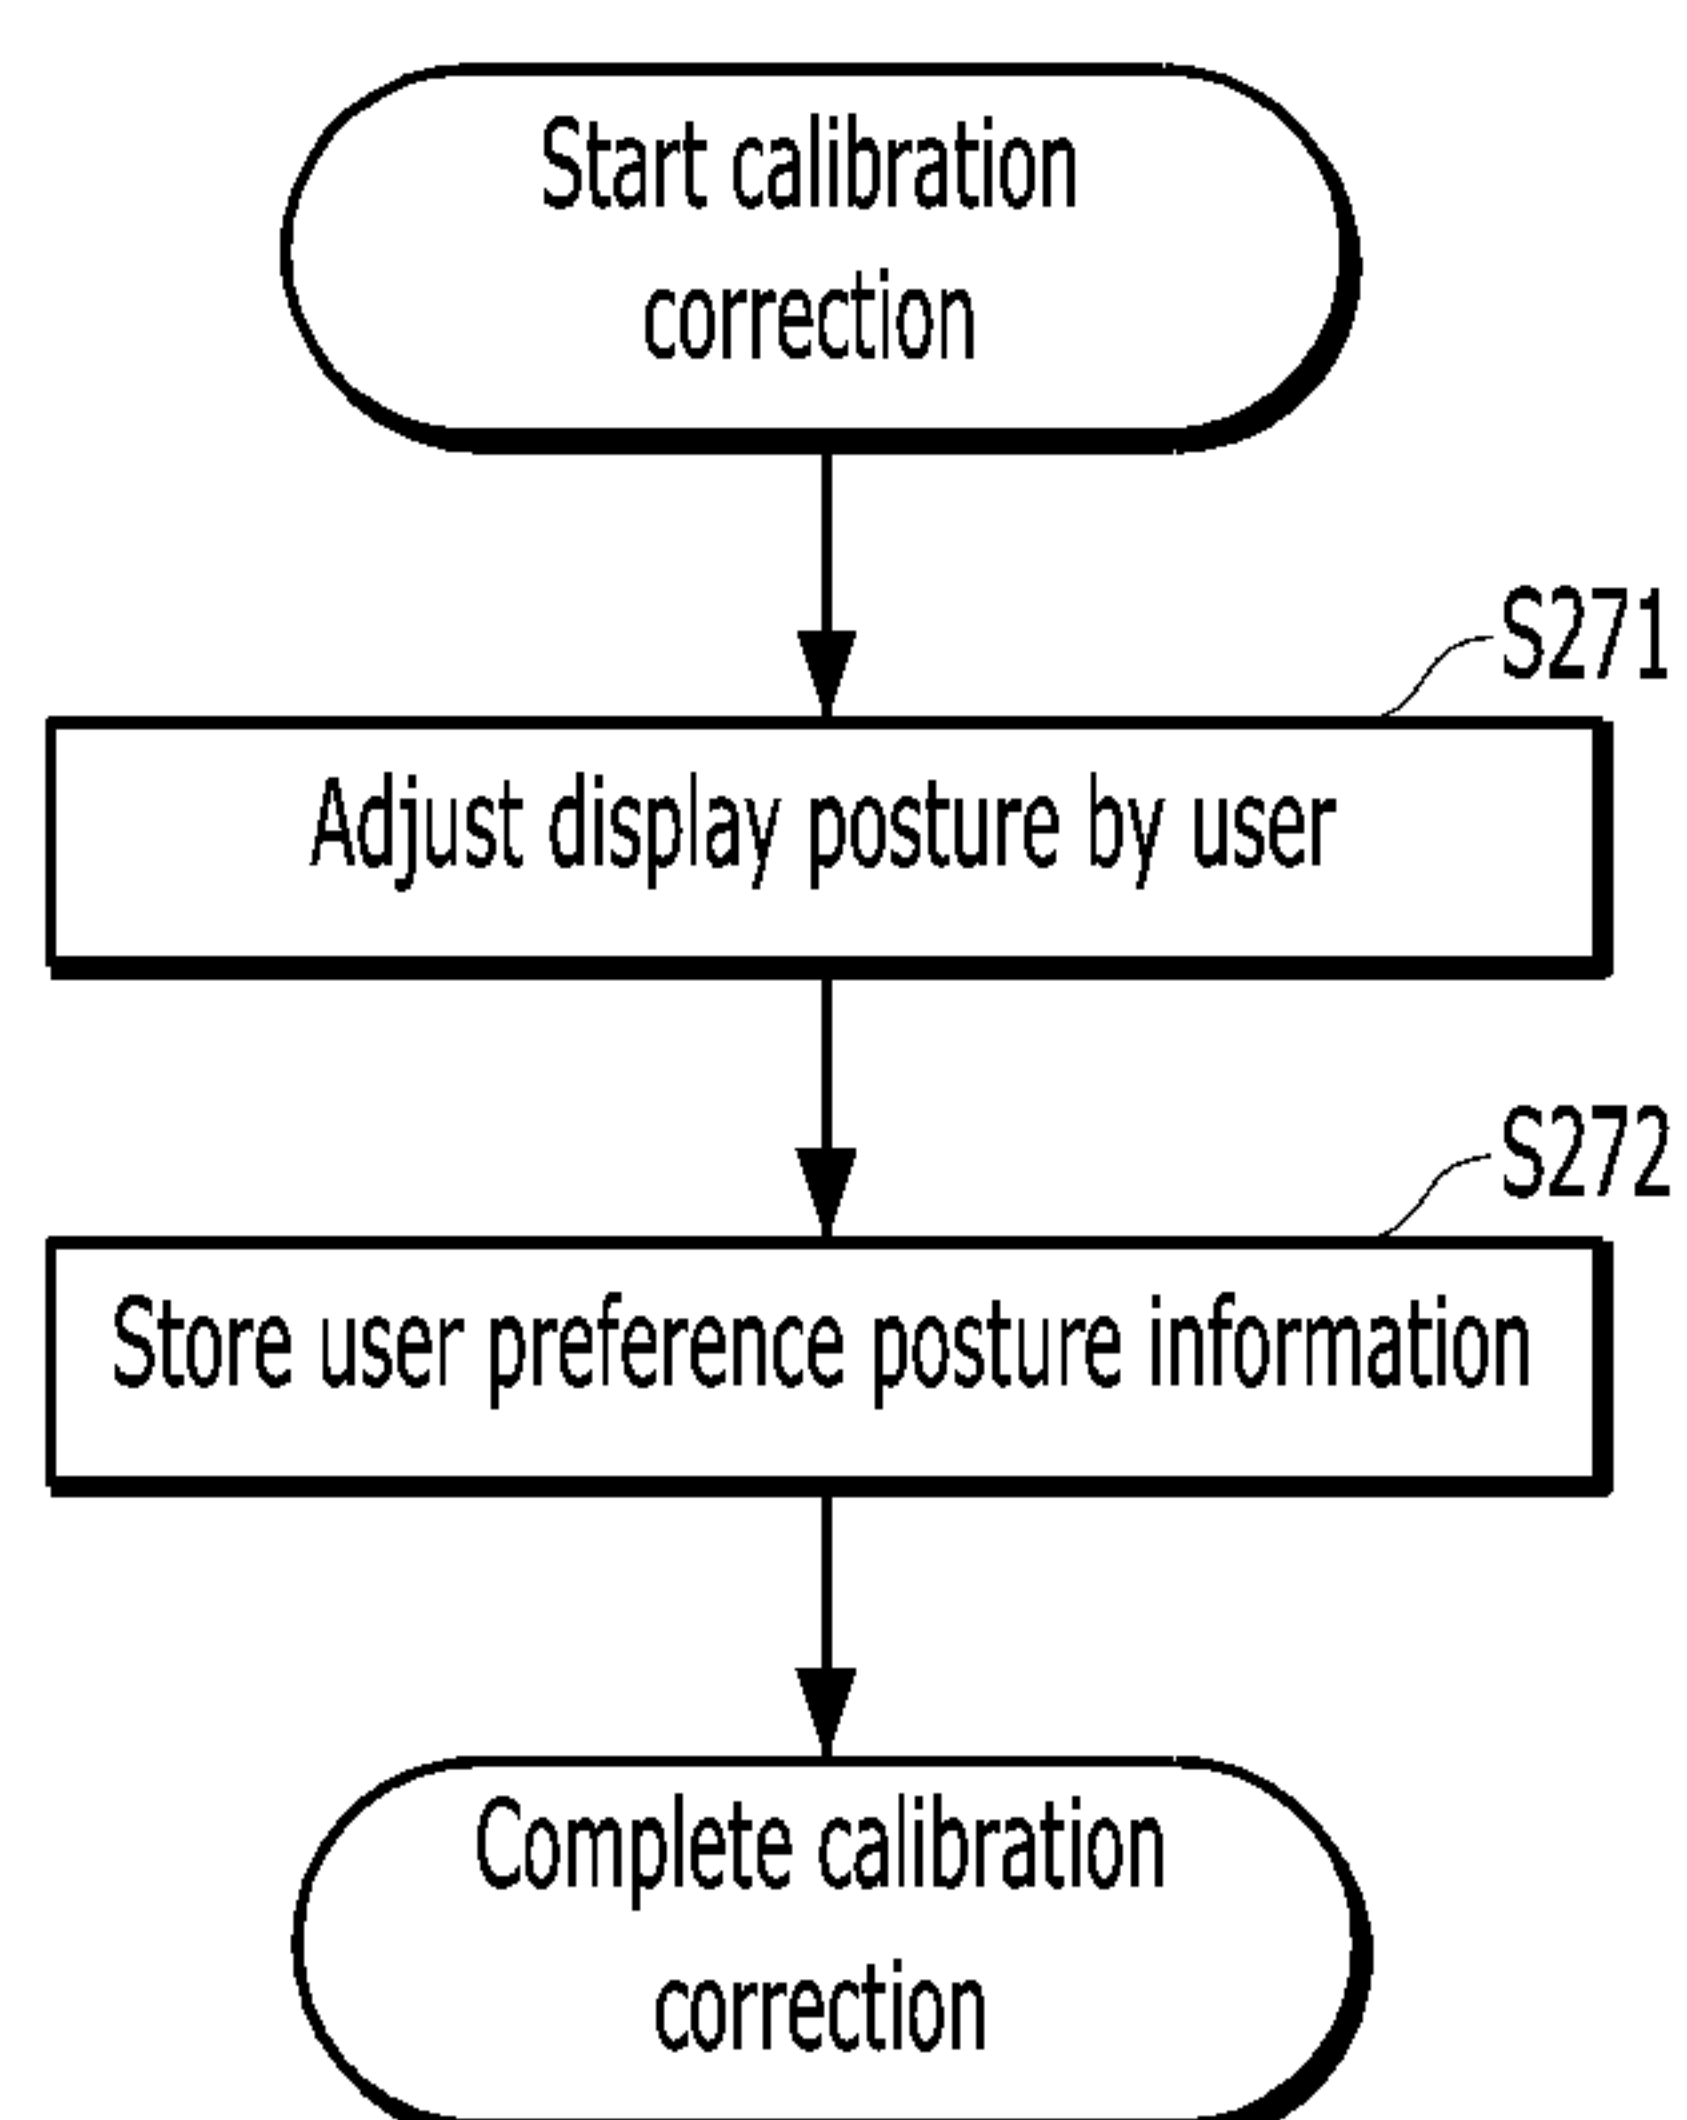 Start calibration
correction
S271
Adjust display posture by user
S272
Store user preference posture information
Complete calibration
correction